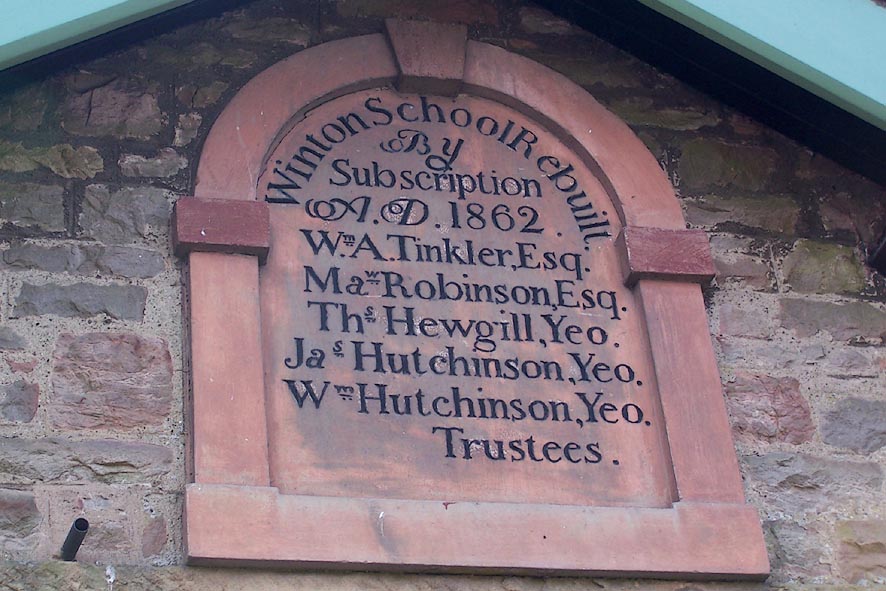 Winton School Rebuilt.
By
Subscription
A.D. 1862.
Wm A. Tinkler, Esq.
Maw Robinson, Esq.
Ths Hewgill, Yeo.
Jas Hutchinson, Yeo.
Wm Hutchinson, Yeo.
Trustees.